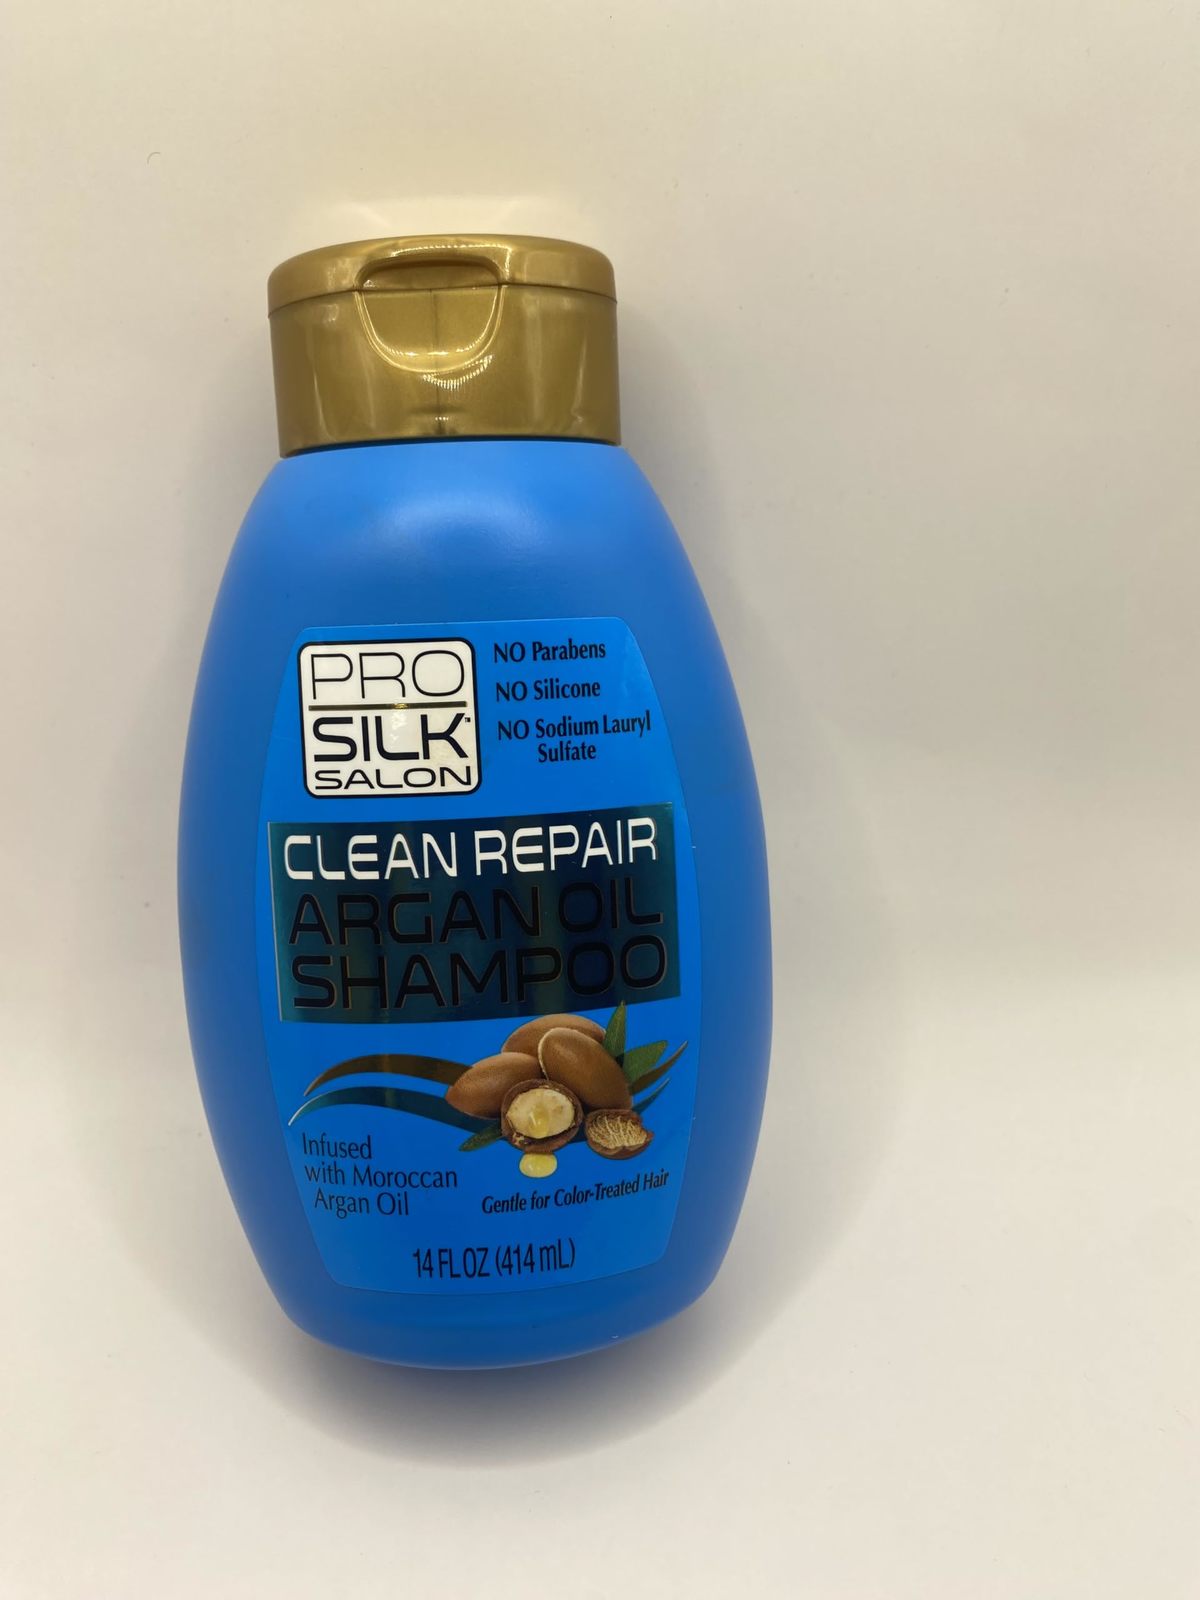 PRO
SILK™
SALON
NO Parabens
NO Silicone
NO Sodium Lauryl
Sulfate
CLEAN REPAIR
ARGAN OIL
SHAMPOO
Infused
with Moroccan
Argan Oil
Gentle for Color-Treated Hair
14 FL OZ (414 mL)